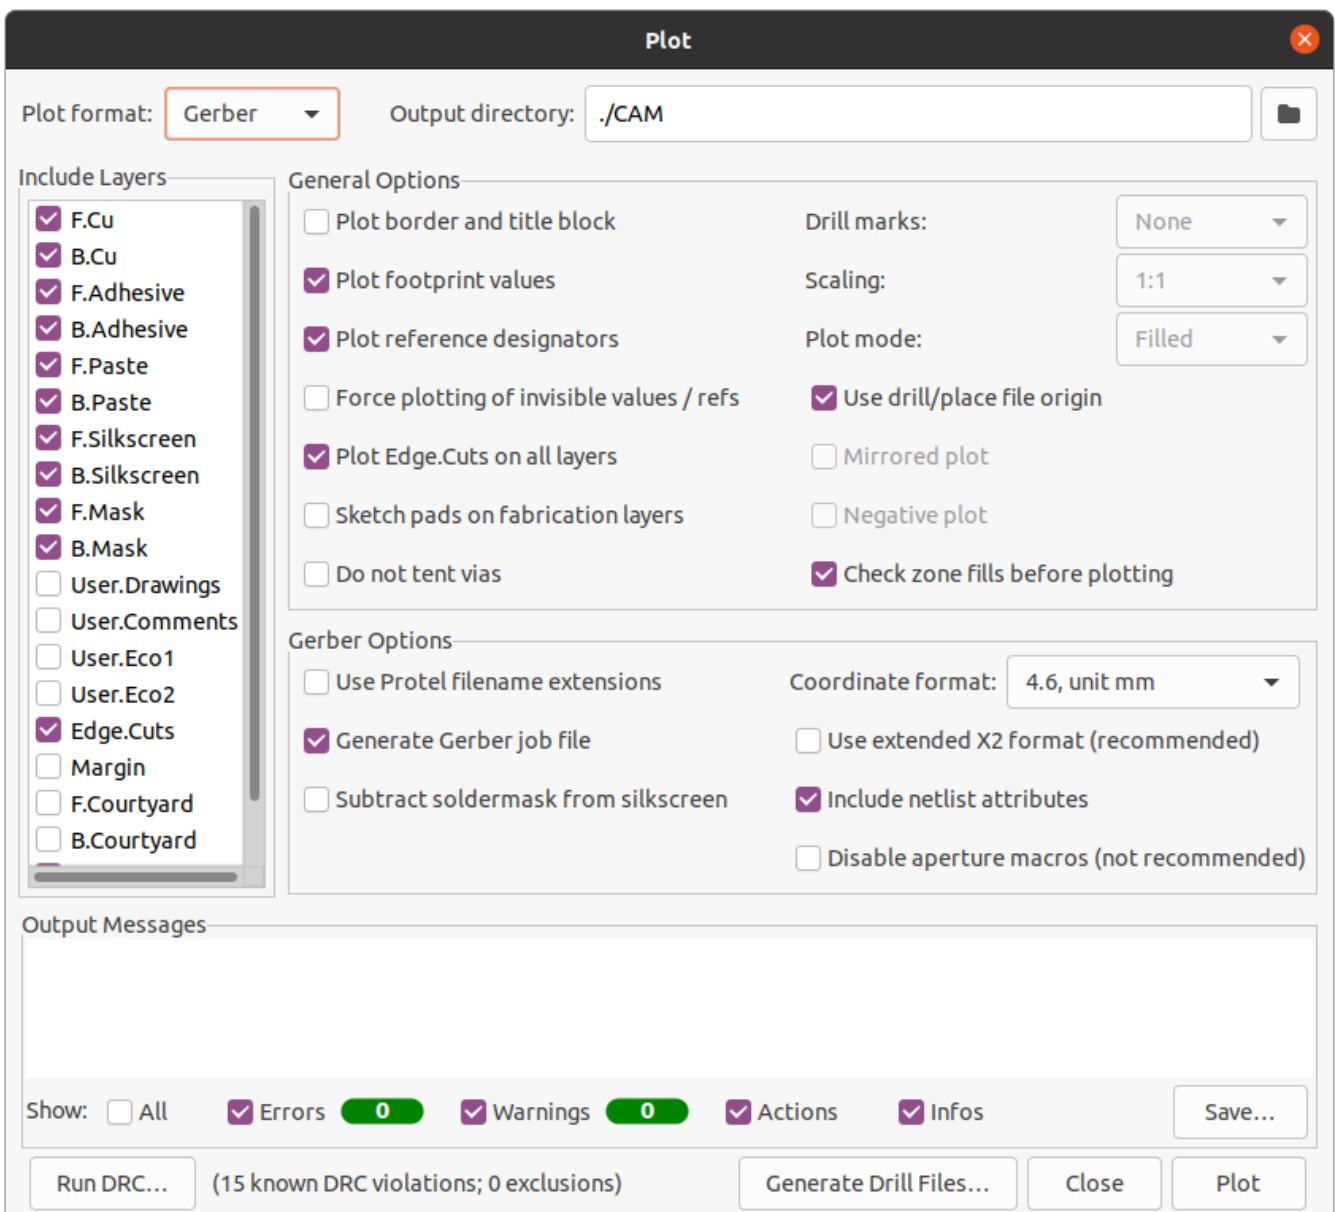 Plot
Plot format: Gerber Output directory: ./CAM
Include Layers
F.Cu
B.Cu
F.Adhesive
B.Adhesive
F.Paste
B.Paste
F.Silkscreen
B.Silkscreen
F.Mask
B.Mask
User.Drawings
User.Comments
User.Eco1
User.Eco2
Edge.Cuts
Margin
F.Courtyard
B.Courtyard
General Options
Plot border and title block Drill marks: None
Plot footprint values Scaling: 1:1
Plot reference designators Plot mode: Filled
Force plotting of invisible values / refs Use drill/place file origin
Plot Edge.Cuts on all layers Mirrored plot
Sketch pads on fabrication layers Negative plot
Do not tent vias Check zone fills before plotting
Gerber Options
Use Protel filename extensions Coordinate format: 4.6, unit mm
Generate Gerber job file Use extended X2 format (recommended)
Subtract soldermask from silkscreen Include netlist attributes
Disable aperture macros (not recommended)
Output Messages
Show: All Errors 0 Warnings 0 Actions Infos Save...
Run DRC... (15 known DRC violations; 0 exclusions) Generate Drill Files... Close Plot